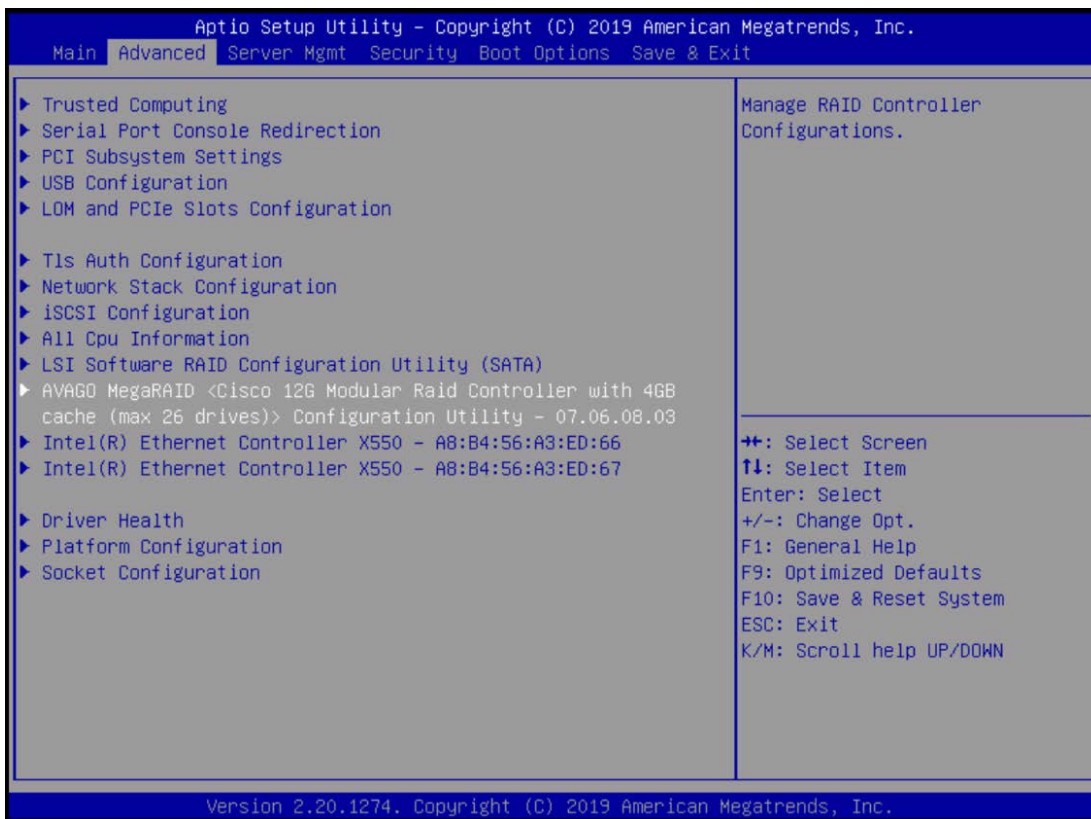 Aptio Setup Utility – Copyright (C) 2019 American Megatrends, Inc.
Main Advanced Server Mgmt Security Boot Options Save & Exit
Trusted Computing
Serial Port Console Redirection
PCI Subsystem Settings
USB Configuration
LOM and PCIe Slots Configuration
Tls Auth Configuration
Network Stack Configuration
iSCSI Configuration
All Cpu Information
LSI Software RAID Configuration Utility (SATA)
AVAGO MegaRAID <Cisco 12G Modular Raid Controller with 4GB
cache (max 26 drives)> Configuration Utility – 07.06.08.03
Intel(R) Ethernet Controller X550 – A8:B4:56:A3:ED:66
Intel(R) Ethernet Controller X550 – A8:B4:56:A3:ED:67
Driver Health
Platform Configuration
Socket Configuration
Manage RAID Controller
Configurations.
→←: Select Screen
↑↓: Select Item
Enter: Select
+/-: Change Opt.
F1: General Help
F9: Optimized Defaults
F10: Save & Reset System
ESC: Exit
K/M: Scroll help UP/DOWN
Version 2.20.1274. Copyright (C) 2019 American Megatrends, Inc.